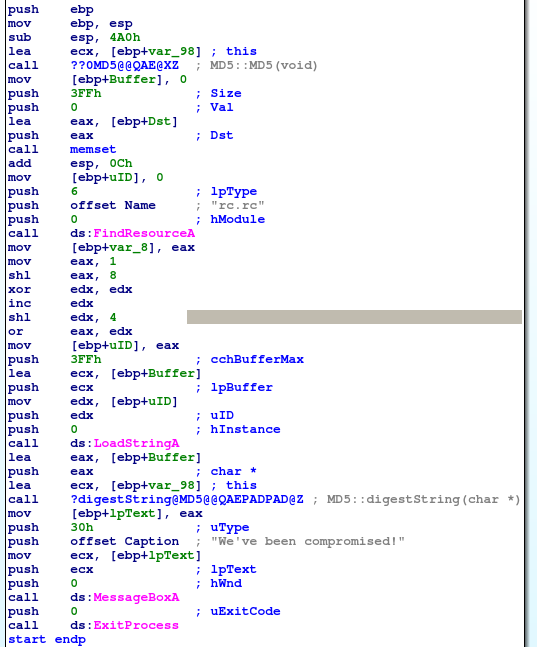 push ebp
mov ebp, esp
sub esp, 4A0h
lea ecx, [ebp+var_98] ; this
call ??0MD5@@QAE@XZ ; MD5::MD5(void)
mov [ebp+Buffer], 0
push 3FFh ; Size
push 0 ; Val
lea eax, [ebp+Dst]
push eax ; Dst
call memset
add esp, 0Ch
mov [ebp+uID], 0
push 6 ; lpType
push offset Name ; "rc.rc"
push 0 ; hModule
call ds:FindResourceA
mov [ebp+var_8], eax
mov eax, 1
shl eax, 8
xor edx, edx
inc edx
shl edx, 4
or eax, edx
mov [ebp+uID], eax
push 3FFh ; cchBufferMax
lea ecx, [ebp+Buffer]
push ecx ; lpBuffer
mov edx, [ebp+uID]
push edx ; uID
push 0 ; hInstance
call ds:LoadStringA
lea eax, [ebp+Buffer]
push eax ; char *
lea ecx, [ebp+var_98] ; this
call ?digestString@MD5@@QAEPADPAD@Z ; MD5::digestString(char *)
mov [ebp+lpText], eax
push 30h ; uType
push offset Caption ; "We've been compromised!"
mov ecx, [ebp+lpText]
push ecx ; lpText
push 0 ; hWnd
call ds:MessageBoxA
push 0 ; uExitCode
call ds:ExitProcess
start endp